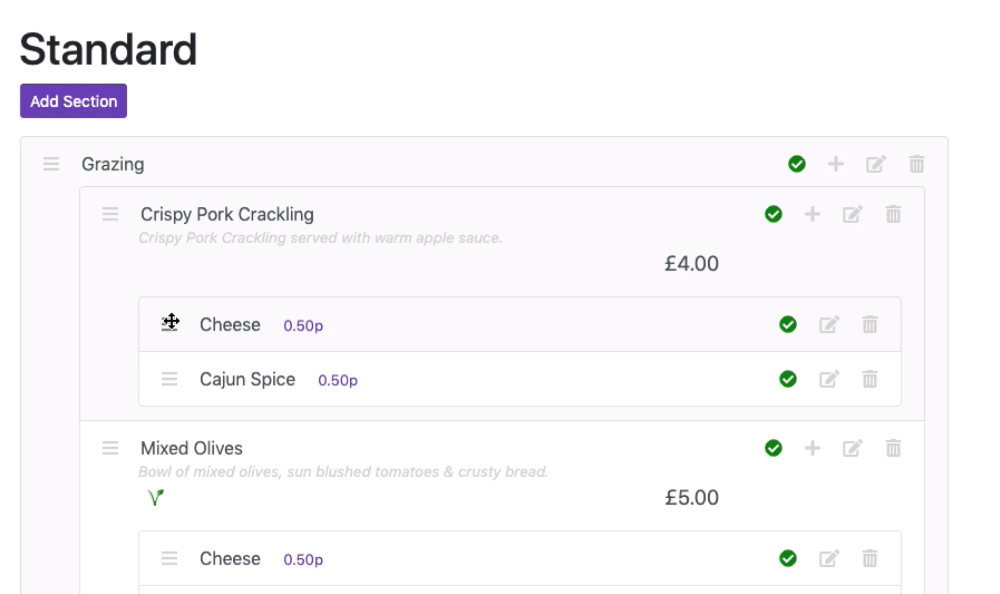 Standard
Add Section
Grazing
Crispy Pork Crackling
Crispy Pork Crackling served with warm apple sauce.
£4.00
Cheese 0.50p
Cajun Spice 0.50p
Mixed Olives
Bowl of mixed olives, sun blushed tomatoes & crusty bread.
£5.00
Cheese 0.50p